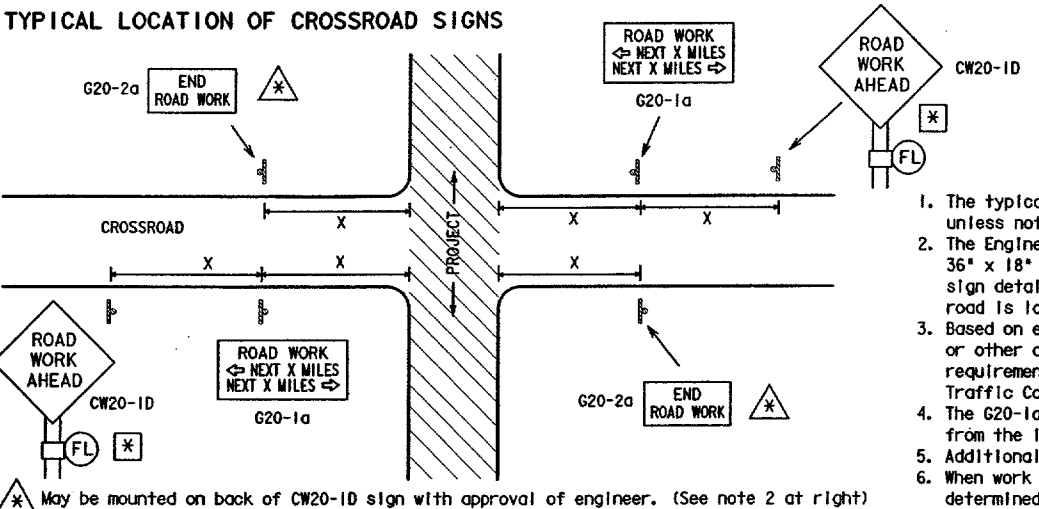 TYPICAL LOCATION OF CROSSROAD SIGNS
G20-2a
END
ROAD WORK
*
ROAD WORK
⇦ NEXT X MILES
NEXT X MILES ⇨
G20-1a
ROAD
WORK
AHEAD
CW20-1D
*
FL
X
X
X
CROSSROAD
PROJECT
X
X
X
ROAD
WORK
AHEAD
CW20-1D
FL
*
ROAD WORK
⇦ NEXT X MILES
NEXT X MILES ⇨
G20-1a
G20-2a
END
ROAD WORK
*
* May be mounted on back of CW20-1D sign with approval of engineer. (See note 2 at right)
1. The typica
unless not
2. The Engine
36" x 18"
sign detai
road is lo
3. Based on e
or other c
requiremen
Traffic Co
4. The G20-1a
from the i
5. Additional
6. When work
determined